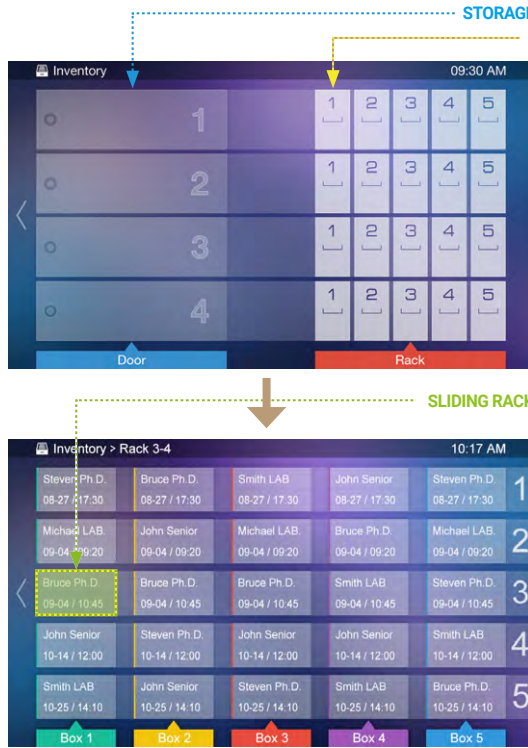 STORAGE
Inventory 09:30 AM
1 1 2 3 4 5
2 1 2 3 4 5
3 1 2 3 4 5
4 1 2 3 4 5
Door Rack
SLIDING RACK
Inventory > Rack 3-4 10:17 AM
Steven Ph.D. Bruce Ph.D. Smith LAB John Senior Steven Ph.D. 1
08-27 / 17:30 08-27 / 17:30 08-27 / 17:30 08-27 / 17:30 08-27 / 17:30
Michael LAB. John Senior Michael LAB. Bruce Ph.D. Michael LAB. 2
09-04 / 09:20 09-04 / 09:20 09-04 / 09:20 09-04 / 09:20 09-04 / 09:20
Bruce Ph.D. Bruce Ph.D. Bruce Ph.D. Smith LAB Steven Ph.D. 3
09-04 / 10:45 09-04 / 10:45 09-04 / 10:45 09-04 / 10:45 09-04 / 10:45
John Senior Steven Ph.D. John Senior John Senior Smith LAB 4
10-14 / 12:00 10-14 / 12:00 10-14 / 12:00 10-14 / 12:00 10-14 / 12:00
Smith LAB John Senior Steven Ph.D. Smith LAB Bruce Ph.D. 5
10-25 / 14:10 10-25 / 14:10 10-25 / 14:10 10-25 / 14:10 10-25 / 14:10
Box 1 Box 2 Box 3 Box 4 Box 5